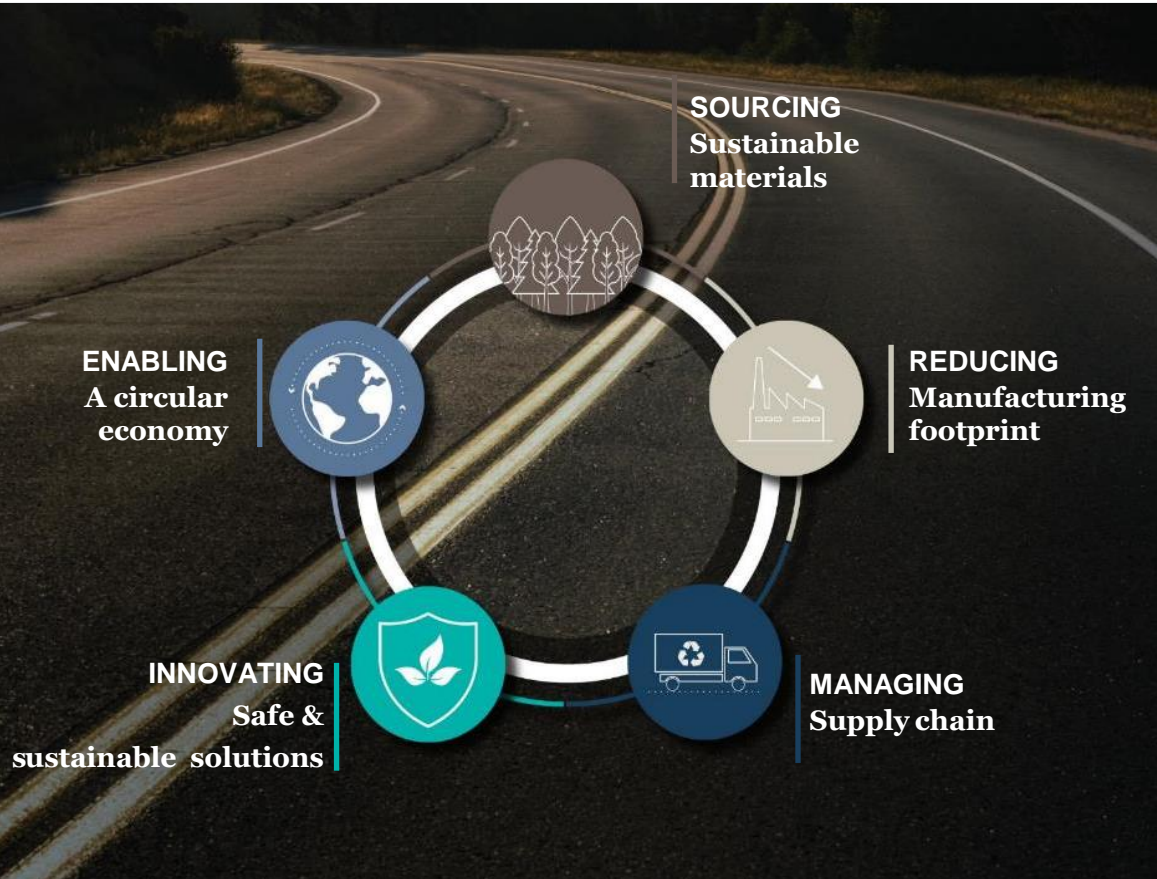 SOURCING
Sustainable
materials
REDUCING
Manufacturing
footprint
MANAGING
Supply chain
INNOVATING
Safe &
sustainable solutions
ENABLING
A circular
economy